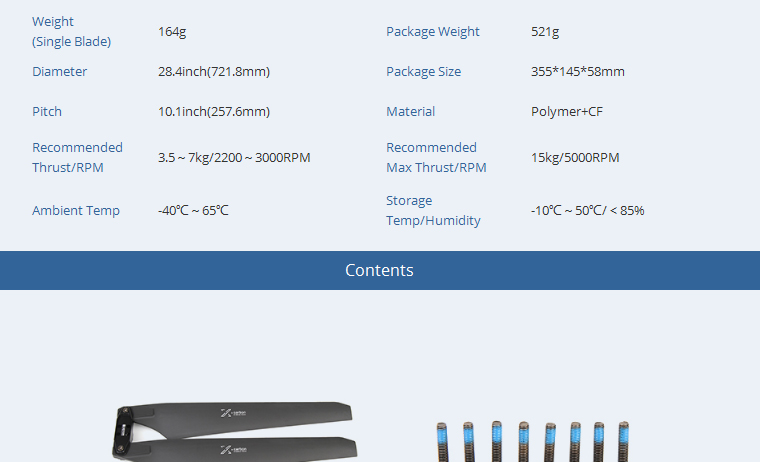 Weight
(Single Blade)
164g
Package Weight
521g
Diameter
28.4inch(721.8mm)
Package Size
355*145*58mm
Pitch
10.1inch(257.6mm)
Material
Polymer+CF
Recommended
Thrust/RPM
3.5～7kg/2200～3000RPM
Recommended
Max Thrust/RPM
15kg/5000RPM
Ambient Temp
-40℃～65℃
Storage
Temp/Humidity
-10℃～50℃/＜85%
Contents